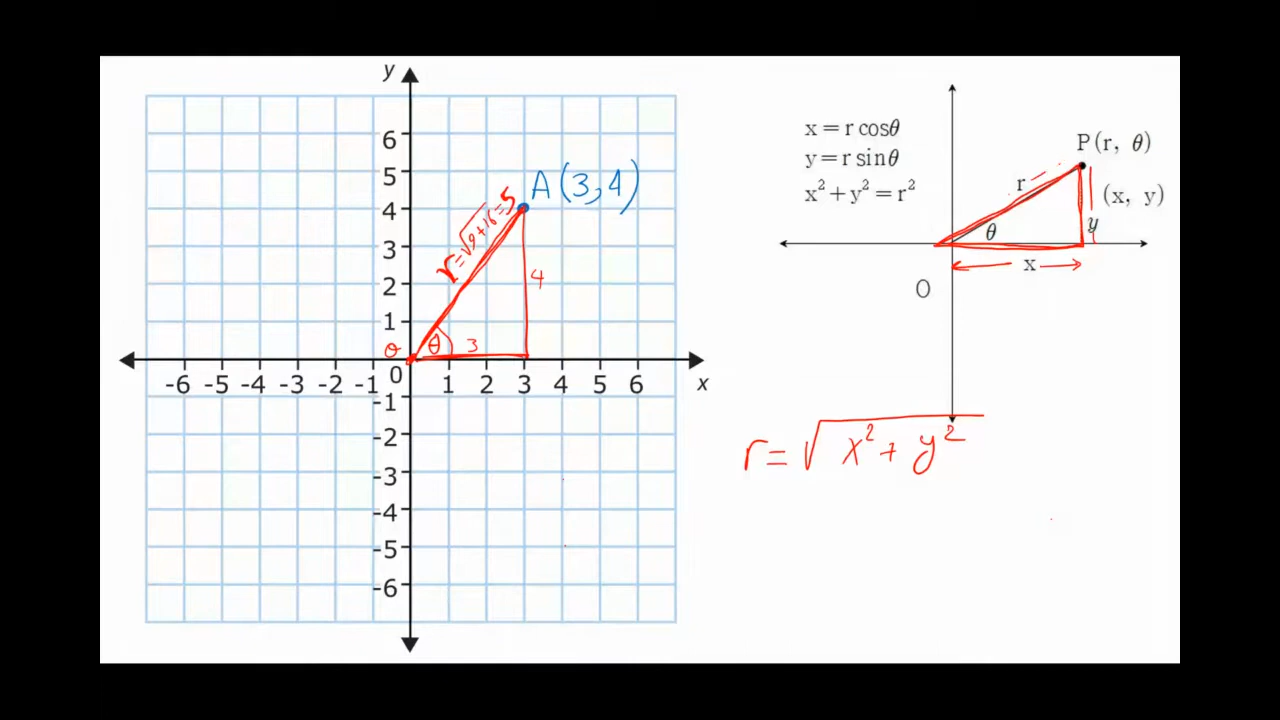 y
6
5
4
3
2
1
0
-6 -5 -4 -3 -2 -1 1 2 3 4 5 6
x
-1
-2
-3
-4
-5
-6
A(3,4)
r=√9+16=5
4
θ
3
O
x = r cosθ
y = r sinθ
x² + y² = r²
P(r, θ)
r
(x, y)
θ
y
x
O
r = √x² + y²